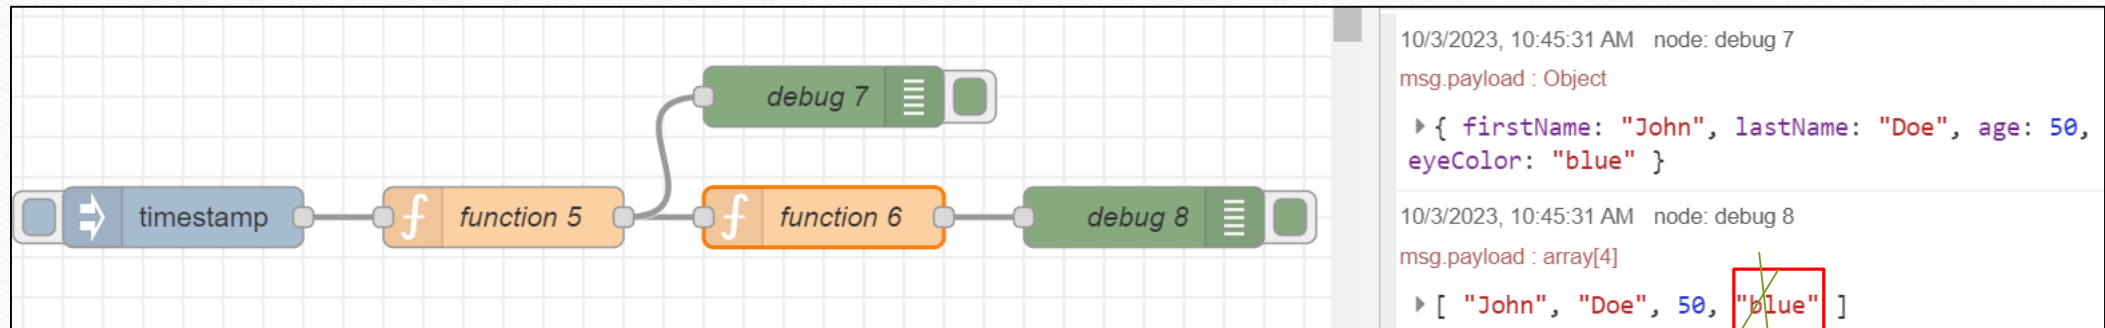 debug 7
timestamp
function 5
function 6
debug 8
10/3/2023, 10:45:31 AM node: debug 7
msg.payload : Object
{ firstName: "John", lastName: "Doe", age: 50,
eyeColor: "blue" }
10/3/2023, 10:45:31 AM node: debug 8
msg.payload : array[4]
[ "John", "Doe", 50, "blue" ]